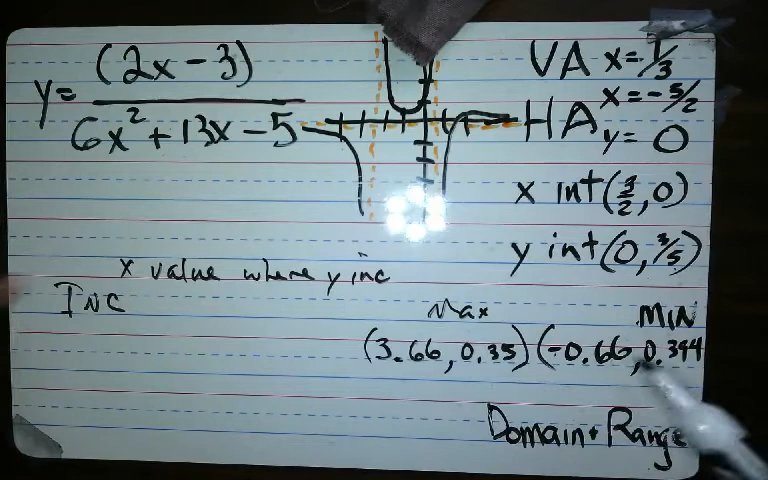 y = (2x - 3) / 6x² + 13x - 5
VA x = 1/3
x = -5/2
HA y = 0
x int (3/2, 0)
y int (0, 3/5)
x value where y inc
INC
Max
MIN
(3.66, 0.35) (-0.66, 0.394
Domain + Range